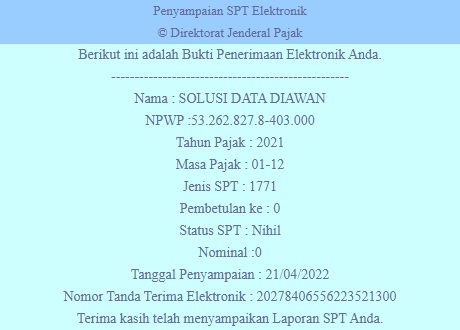 Penyampaian SPT Elektronik
© Direktorat Jenderal Pajak
Berikut ini adalah Bukti Penerimaan Elektronik Anda.
---------------------------------------------------
Nama : SOLUSI DATA DIAWAN
NPWP :53.262.827.8-403.000
Tahun Pajak : 2021
Masa Pajak : 01-12
Jenis SPT : 1771
Pembetulan ke : 0
Status SPT : Nihil
Nominal :0
Tanggal Penyampaian : 21/04/2022
Nomor Tanda Terima Elektronik : 20278406556223521300
Terima kasih telah menyampaikan Laporan SPT Anda.